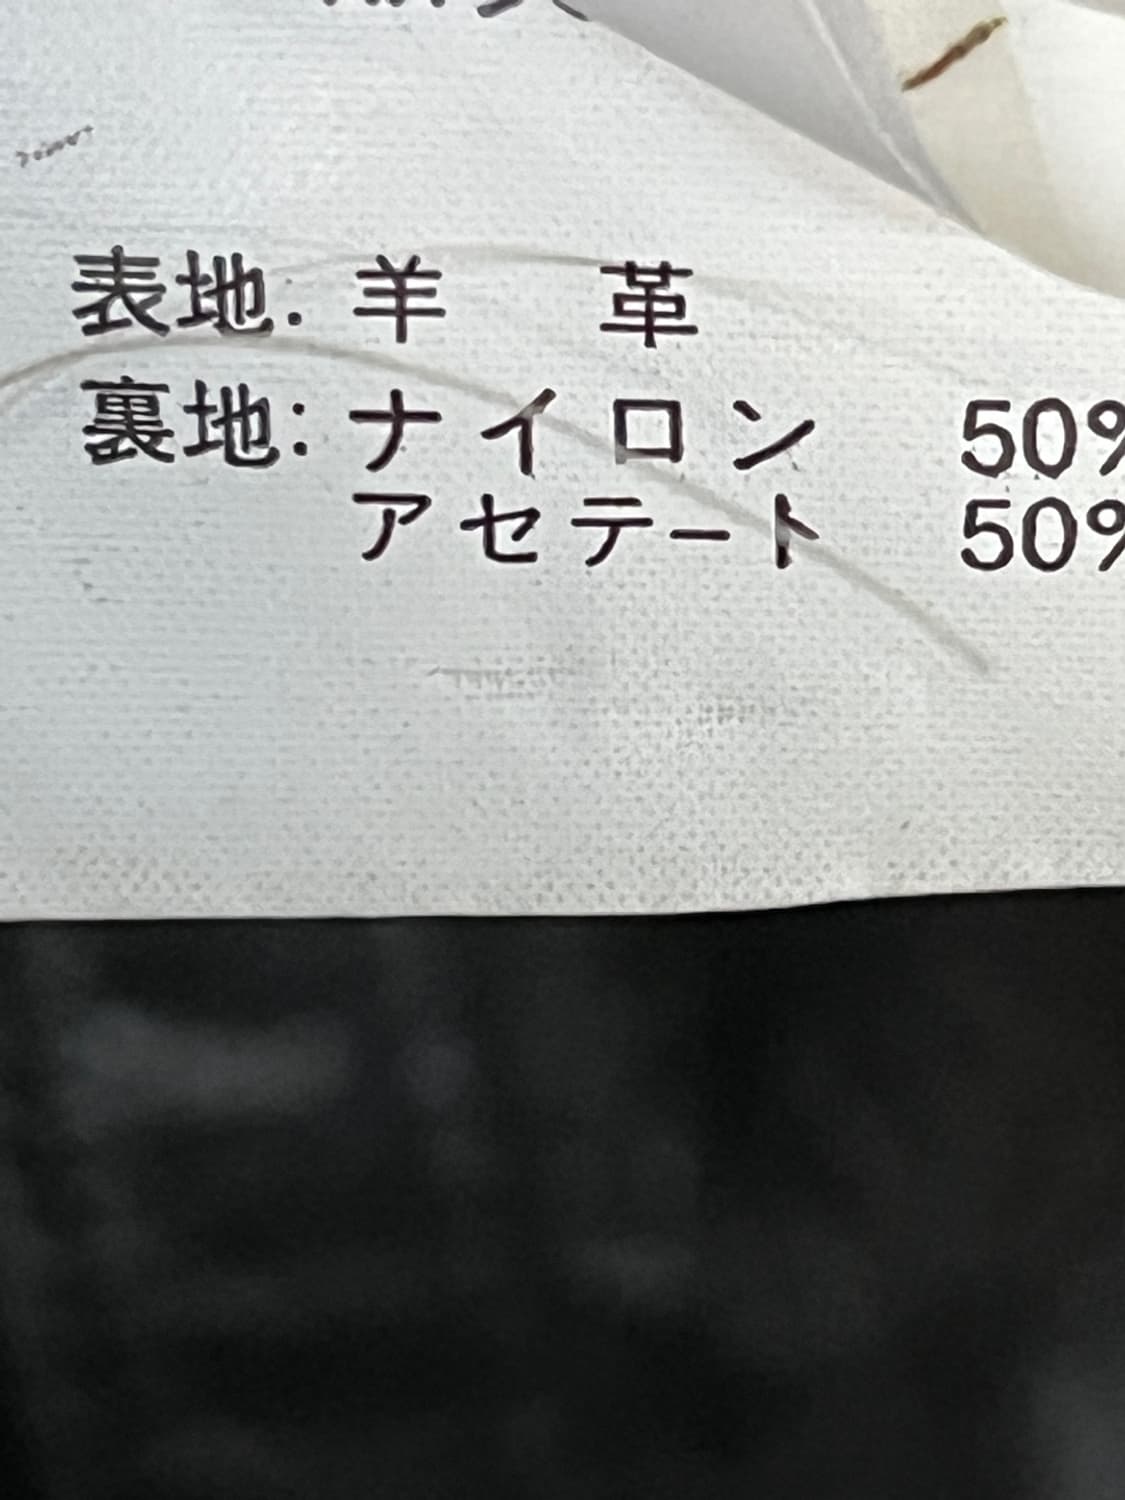 表地: 羊 革
裏地: ナイロン 50%
アセテート 50%